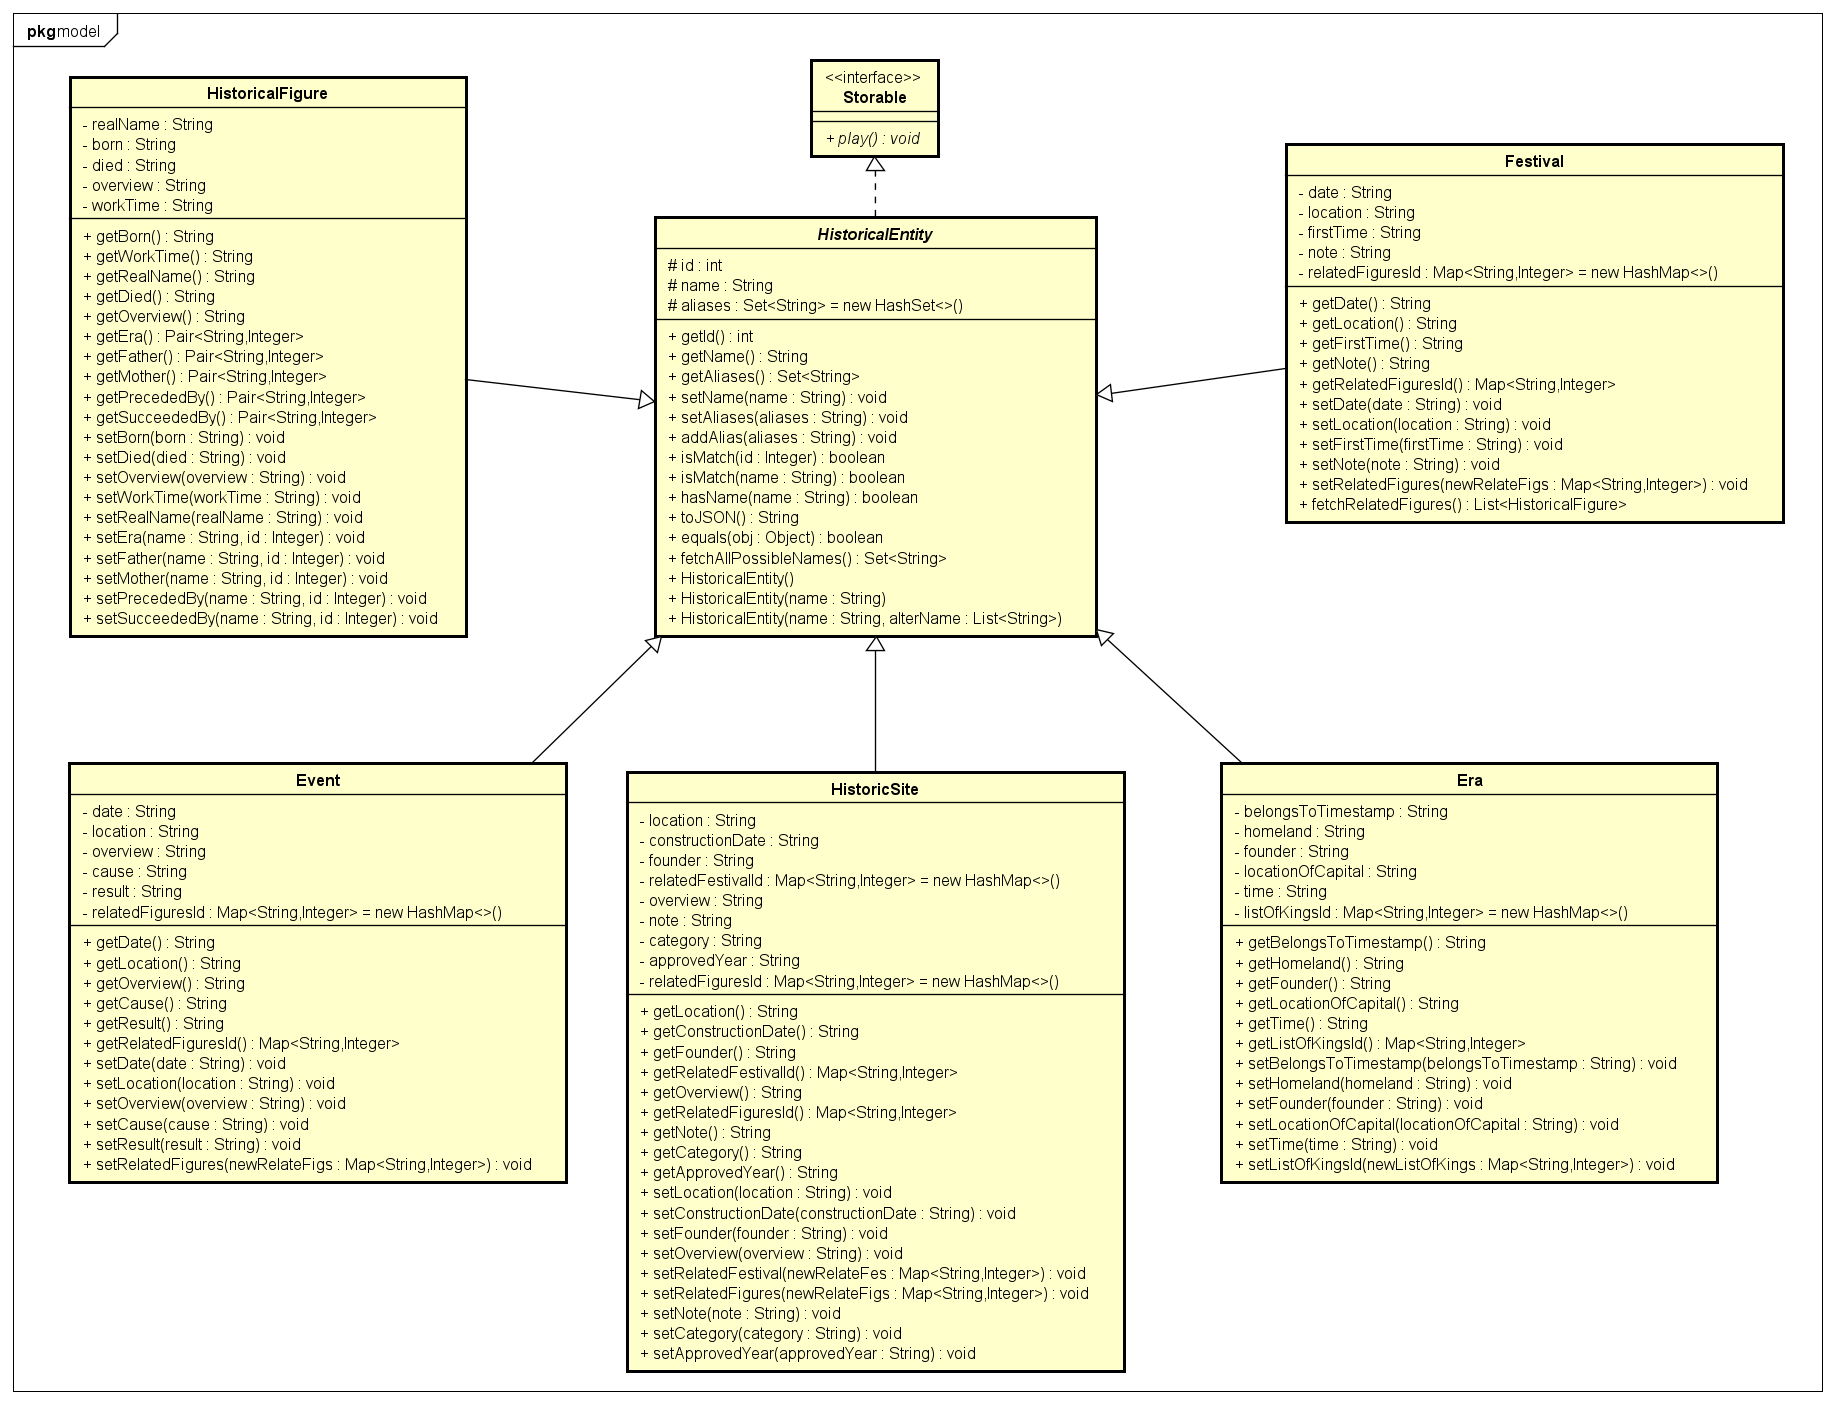 pkg model
HistoricalFigure
- realName : String
- born : String
- died : String
- overview : String
- workTime : String
+ getBorn() : String
+ getWorkTime() : String
+ getRealName() : String
+ getDied() : String
+ getOverview() : String
+ getEra() : Pair<String,Integer>
+ getFather() : Pair<String,Integer>
+ getMother() : Pair<String,Integer>
+ getPrecededBy() : Pair<String,Integer>
+ getSucceededBy() : Pair<String,Integer>
+ setBorn(born : String) : void
+ setDied(died : String) : void
+ setOverview(overview : String) : void
+ setWorkTime(workTime : String) : void
+ setRealName(realName : String) : void
+ setEra(name : String, id : Integer) : void
+ setFather(name : String, id : Integer) : void
+ setMother(name : String, id : Integer) : void
+ setPrecededBy(name : String, id : Integer) : void
+ setSucceededBy(name : String, id : Integer) : void
<<interface>>
Storable
+ play() : void
HistoricalEntity
# id : int
# name : String
# aliases : Set<String> = new HashSet<>()
+ getId() : int
+ getName() : String
+ getAliases() : Set<String>
+ setName(name : String) : void
+ setAliases(aliases : String) : void
+ addAlias(aliases : String) : void
+ isMatch(id : Integer) : boolean
+ isMatch(name : String) : boolean
+ hasName(name : String) : boolean
+ toJSON() : String
+ equals(obj : Object) : boolean
+ fetchAllPossibleNames() : Set<String>
+ HistoricalEntity()
+ HistoricalEntity(name : String)
+ HistoricalEntity(name : String, alterName : List<String>)
Festival
- date : String
- location : String
- firstTime : String
- note : String
- relatedFiguresId : Map<String,Integer> = new HashMap<>()
+ getDate() : String
+ getLocation() : String
+ getFirstTime() : String
+ getNote() : String
+ getRelatedFiguresId() : Map<String,Integer>
+ setDate(date : String) : void
+ setLocation(location : String) : void
+ setFirstTime(firstTime : String) : void
+ setNote(note : String) : void
+ setRelatedFigures(newRelateFigs : Map<String,Integer>) : void
+ fetchRelatedFigures() : List<HistoricalFigure>
Event
- date : String
- location : String
- overview : String
- cause : String
- result : String
- relatedFiguresId : Map<String,Integer> = new HashMap<>()
+ getDate() : String
+ getLocation() : String
+ getOverview() : String
+ getCause() : String
+ getResult() : String
+ getRelatedFiguresId() : Map<String,Integer>
+ setDate(date : String) : void
+ setLocation(location : String) : void
+ setOverview(overview : String) : void
+ setCause(cause : String) : void
+ setResult(result : String) : void
+ setRelatedFigures(newRelateFigs : Map<String,Integer>) : void
HistoricSite
- location : String
- constructionDate : String
- founder : String
- relatedFestivalId : Map<String,Integer> = new HashMap<>()
- overview : String
- note : String
- category : String
- approvedYear : String
- relatedFiguresId : Map<String,Integer> = new HashMap<>()
+ getLocation() : String
+ getConstructionDate() : String
+ getFounder() : String
+ getRelatedFestivalId() : Map<String,Integer>
+ getOverview() : String
+ getRelatedFiguresId() : Map<String,Integer>
+ getNote() : String
+ getCategory() : String
+ getApprovedYear() : String
+ setLocation(location : String) : void
+ setConstructionDate(constructionDate : String) : void
+ setFounder(founder : String) : void
+ setOverview(overview : String) : void
+ setRelatedFestival(newRelateFes : Map<String,Integer>) : void
+ setRelatedFigures(newRelateFigs : Map<String,Integer>) : void
+ setNote(note : String) : void
+ setCategory(category : String) : void
+ setApprovedYear(approvedYear : String) : void
Era
- belongsToTimestamp : String
- homeland : String
- founder : String
- locationOfCapital : String
- time : String
- listOfKingsId : Map<String,Integer> = new HashMap<>()
+ getBelongsToTimestamp() : String
+ getHomeland() : String
+ getFounder() : String
+ getLocationOfCapital() : String
+ getTime() : String
+ getListOfKingsId() : Map<String,Integer>
+ setBelongsToTimestamp(belongsToTimestamp : String) : void
+ setHomeland(homeland : String) : void
+ setFounder(founder : String) : void
+ setLocationOfCapital(locationOfCapital : String) : void
+ setTime(time : String) : void
+ setListOfKingsId(newListOfKings : Map<String,Integer>) : void